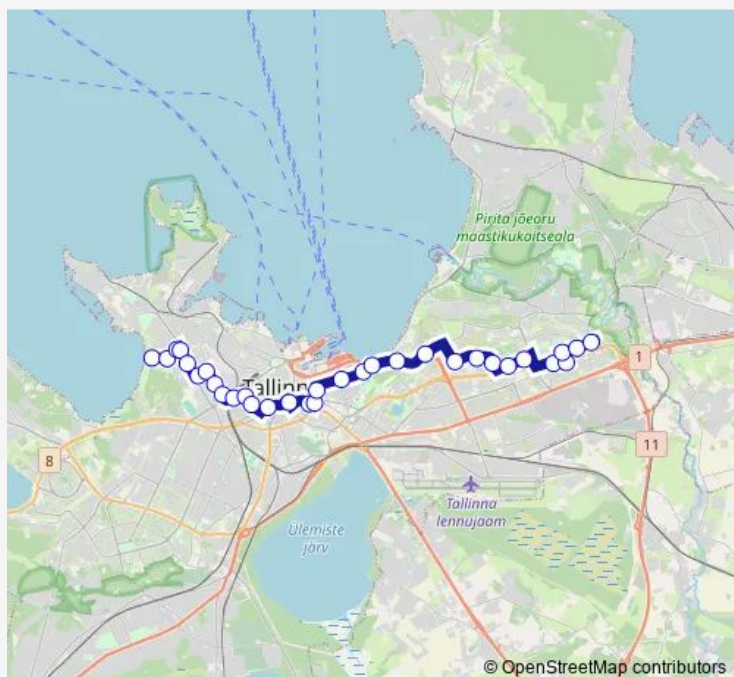 Pirita jõeoru
maastikukaitseala
1
Tallinn
8
11
Tallinna
lennujaam
Ülemiste
järv
© OpenStreetMap contributors